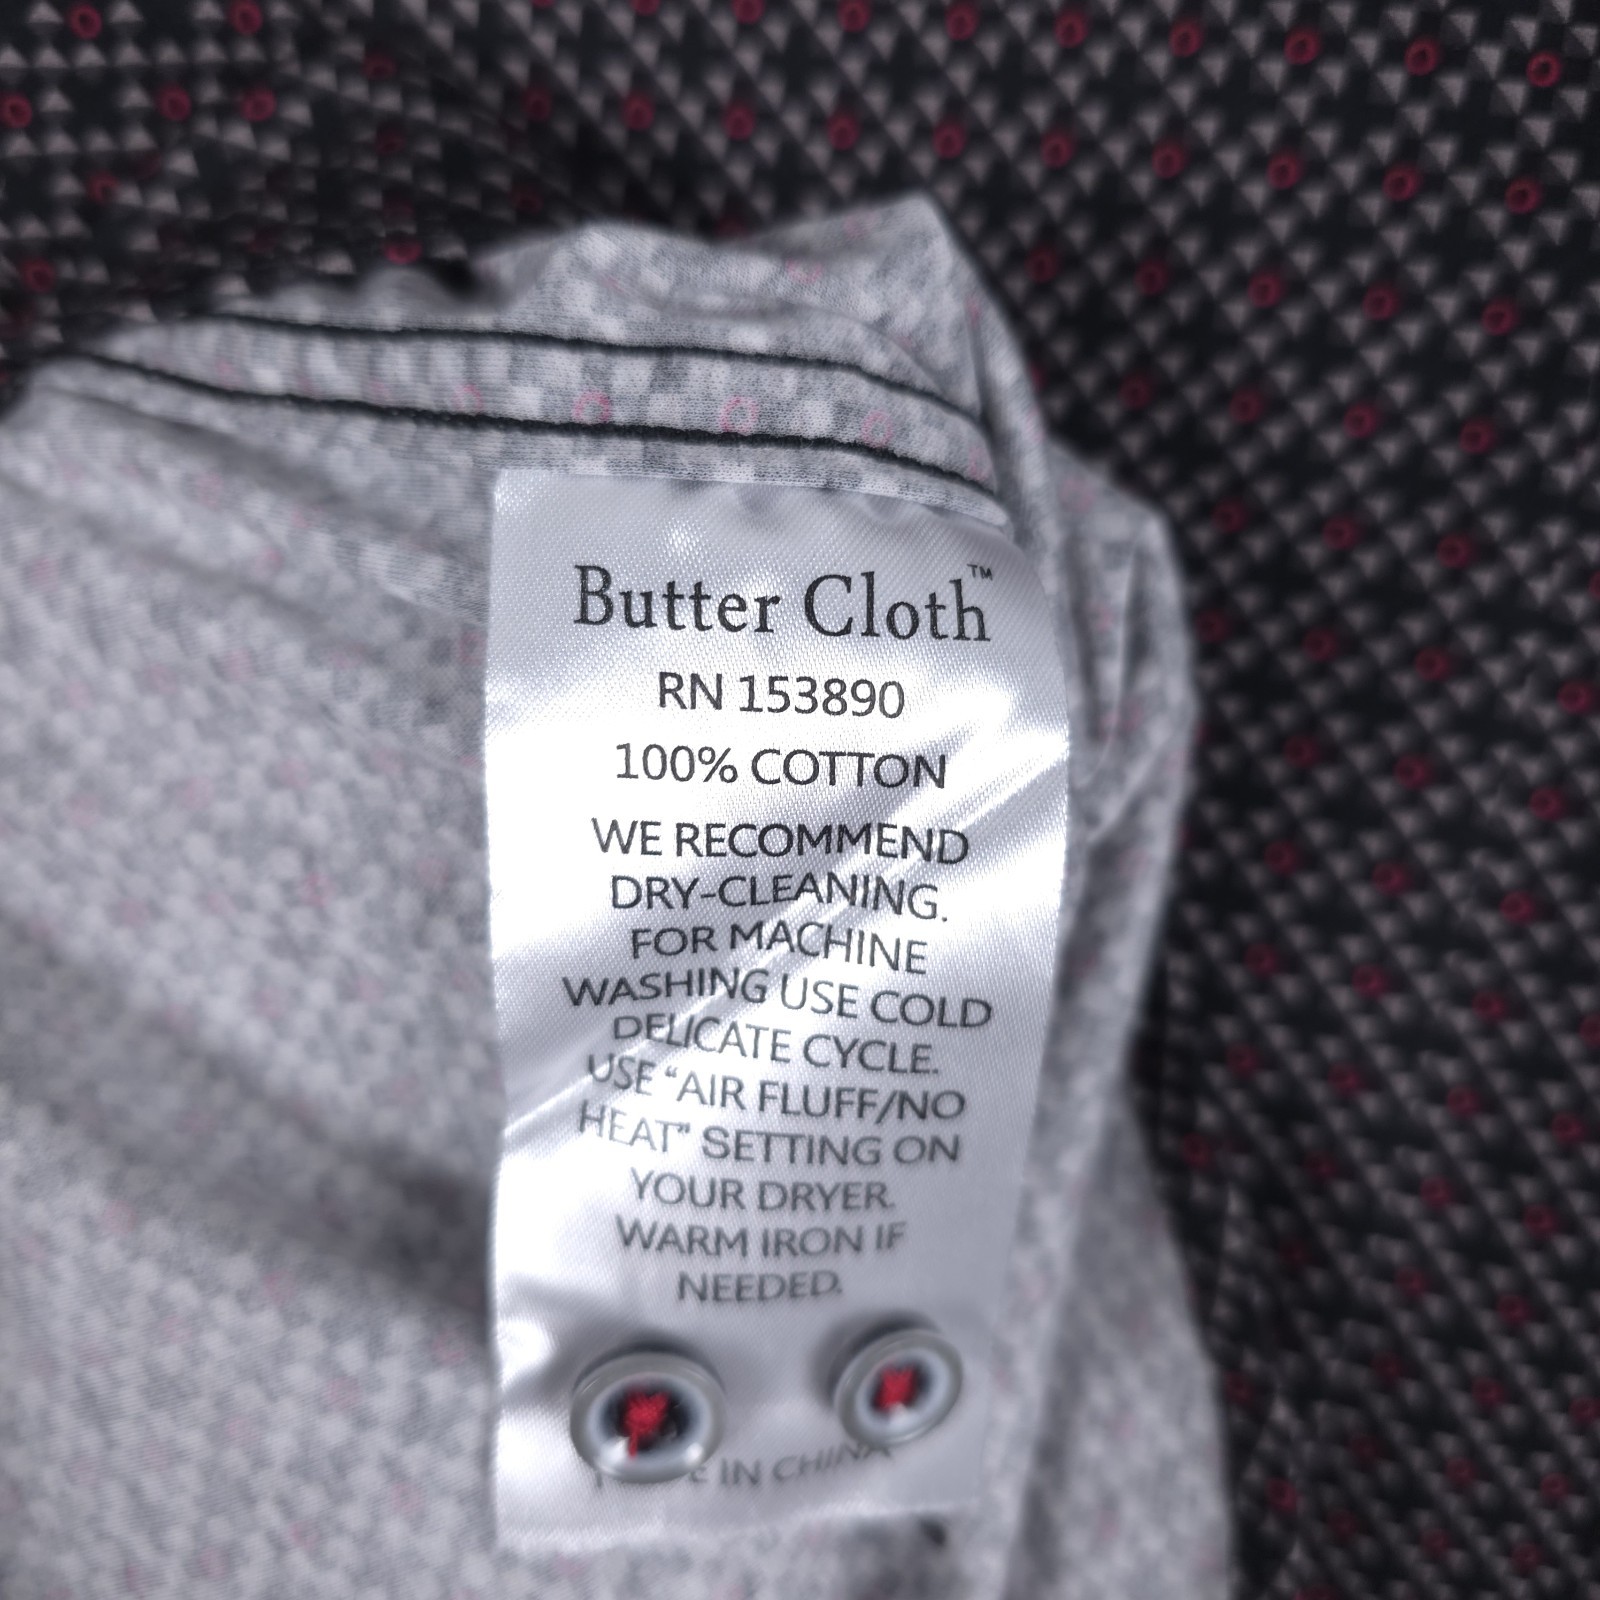 Butter Cloth™
RN 153890
100% COTTON
WE RECOMMEND
DRY-CLEANING.
FOR MACHINE
WASHING USE COLD
DELICATE CYCLE.
USE “AIR FLUFF/NO
HEAT” SETTING ON
YOUR DRYER.
WARM IRON IF
NEEDED.
IN CHINA